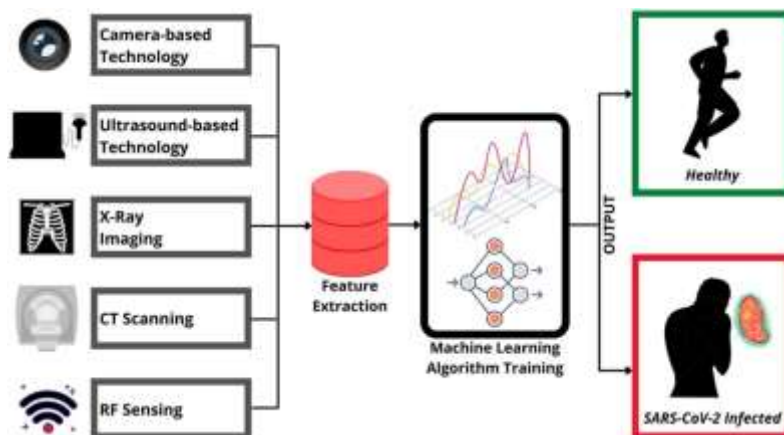 Camera-based
Technology
Ultrasound-based
Technology
X-Ray
Imaging
CT Scanning
RF Sensing
Feature
Extraction
Machine Learning
Algorithm Training
OUTPUT
Healthy
SARS-CoV-2 Infected